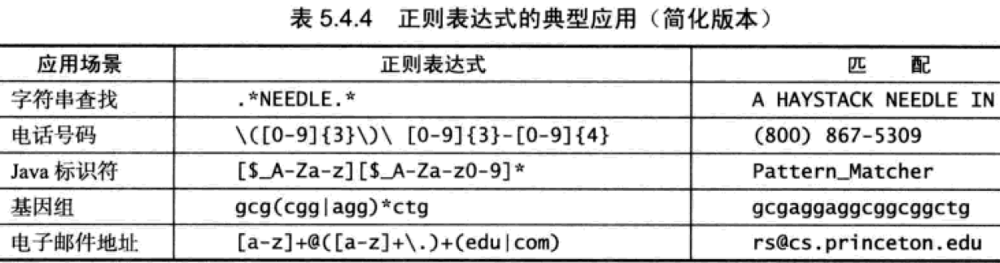 表 5.4.4 正则表达式的典型应用（简化版本）
应用场景 正则表达式 匹 配
字符串查找 .*NEEDLE.* A HAYSTACK NEEDLE IN
电话号码 \([0-9]{3}\)\ [0-9]{3}-[0-9]{4} (800) 867-5309
Java 标识符 [$_A-Za-z][$_A-Za-z0-9]* Pattern_Matcher
基因组 gcg(cgg|agg)*ctg gcgaggaggcggcggctg
电子邮件地址 [a-z]+@([a-z]+\.)+(edu|com) rs@cs.princeton.edu